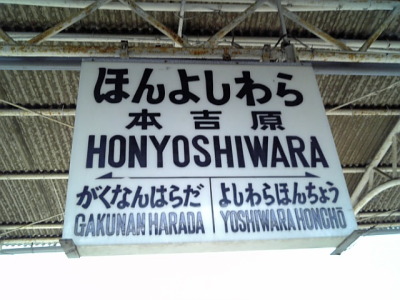 ほんよしわら
本吉原
HONYOSHIWARA
がくなんはらだ よしわらほんちょう
GAKUNAN HARADA YOSHIWARA HONCHŌ